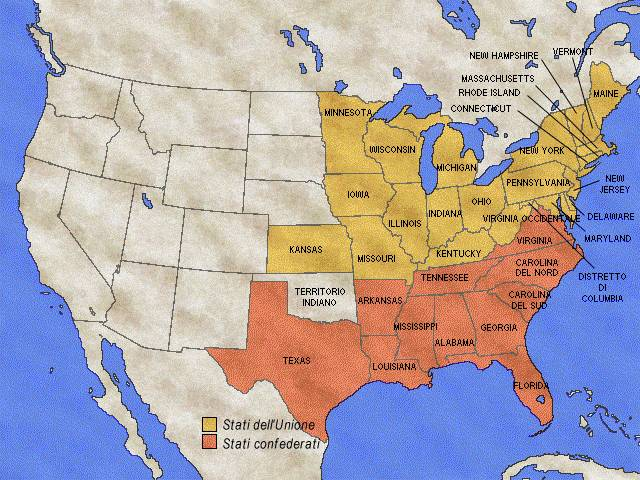 NEW HAMPSHIRE
VERMONT
MASSACHUSETTS
RHODE ISLAND
CONNECTICUT
MAINE
MINNESOTA
WISCONSIN
MICHIGAN
NEW YORK
IOWA
PENNSYLVANIA
NEW
JERSEY
ILLINOIS
INDIANA
OHIO
VIRGINIA OCCIDENTALE
DELAWARE
MARYLAND
KANSAS
MISSOURI
KENTUCKY
VIRGINIA
DISTRETTO
DI
COLUMBIA
TERRITORIO
INDIANO
TENNESSEE
CAROLINA
DEL NORD
ARKANSAS
CAROLINA
DEL SUD
MISSISSIPPI
ALABAMA
GEORGIA
TEXAS
LOUISIANA
FLORIDA
Stati dell'Unione
Stati confederati